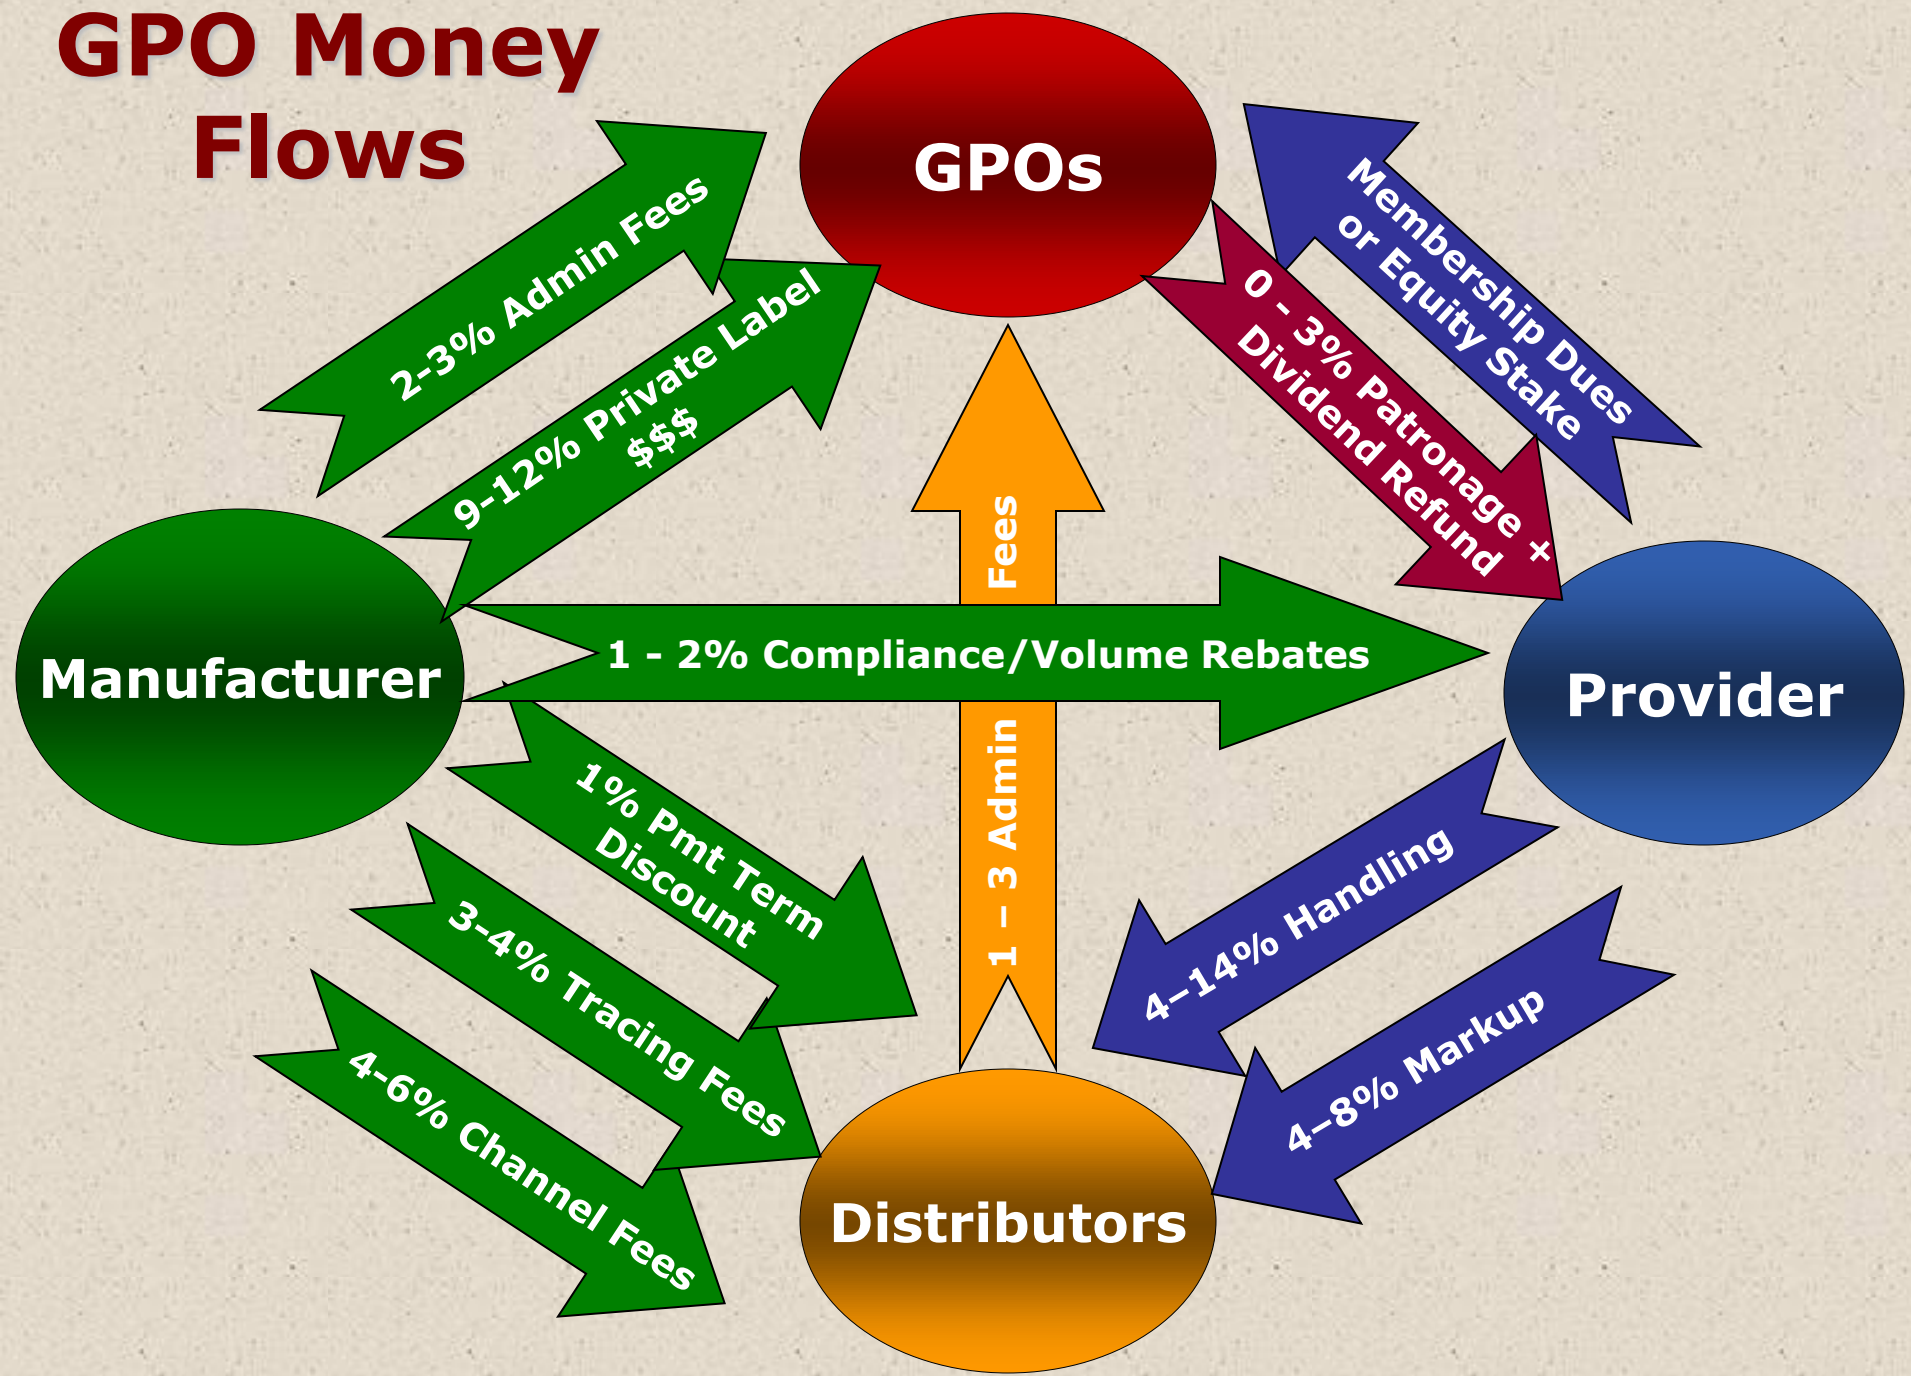 GPO Money
Flows
GPOs
2-3% Admin Fees
9-12% Private Label
$$$
Membership Dues
or Equity Stake
0 - 3% Patronage +
Dividend Refund
Manufacturer
1 - 2% Compliance/Volume Rebates
Provider
1 – 3 Admin Fees
1% Pmt Term
Discount
3-4% Tracing Fees
4-6% Channel Fees
4–14% Handling
4–8% Markup
Distributors